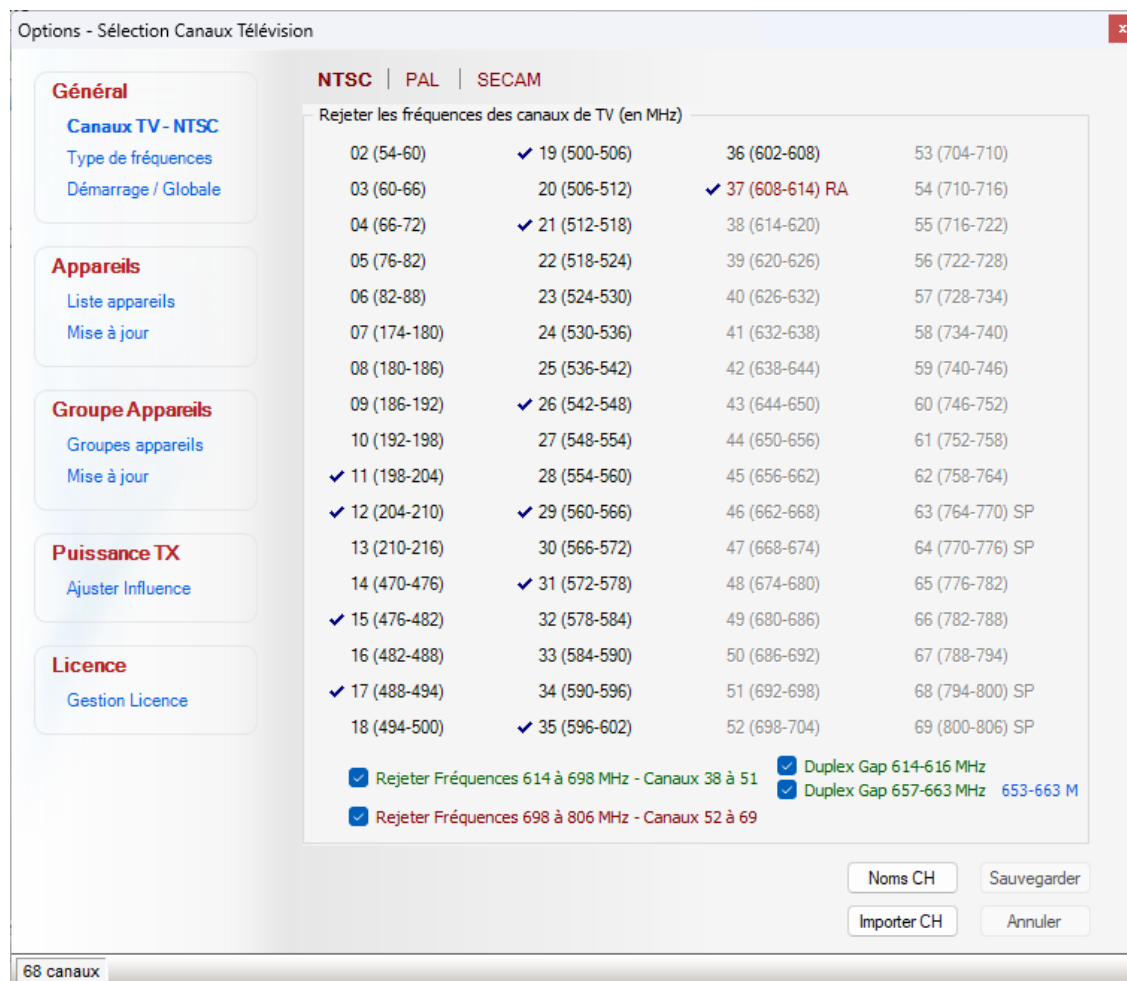 Options - Sélection Canaux Télévision
x
Général
Canaux TV - NTSC
Type de fréquences
Démarrage / Globale
Appareils
Liste appareils
Mise à jour
Groupe Appareils
Groupes appareils
Mise à jour
Puissance TX
Ajuster Influence
Licence
Gestion Licence
NTSC | PAL | SECAM
Rejeter les fréquences des canaux de TV (en MHz)
02 (54-60)
03 (60-66)
04 (66-72)
05 (76-82)
06 (82-88)
07 (174-180)
08 (180-186)
09 (186-192)
10 (192-198)
11 (198-204)
12 (204-210)
13 (210-216)
14 (470-476)
15 (476-482)
16 (482-488)
17 (488-494)
18 (494-500)
19 (500-506)
20 (506-512)
21 (512-518)
22 (518-524)
23 (524-530)
24 (530-536)
25 (536-542)
26 (542-548)
27 (548-554)
28 (554-560)
29 (560-566)
30 (566-572)
31 (572-578)
32 (578-584)
33 (584-590)
34 (590-596)
35 (596-602)
36 (602-608)
37 (608-614) RA
38 (614-620)
39 (620-626)
40 (626-632)
41 (632-638)
42 (638-644)
43 (644-650)
44 (650-656)
45 (656-662)
46 (662-668)
47 (668-674)
48 (674-680)
49 (680-686)
50 (686-692)
51 (692-698)
52 (698-704)
53 (704-710)
54 (710-716)
55 (716-722)
56 (722-728)
57 (728-734)
58 (734-740)
59 (740-746)
60 (746-752)
61 (752-758)
62 (758-764)
63 (764-770) SP
64 (770-776) SP
65 (776-782)
66 (782-788)
67 (788-794)
68 (794-800) SP
69 (800-806) SP
Rejeter Fréquences 614 à 698 MHz - Canaux 38 à 51
Rejeter Fréquences 698 à 806 MHz - Canaux 52 à 69
Duplex Gap 614-616 MHz
Duplex Gap 657-663 MHz 653-663 M
Noms CH
Sauvegarder
Importer CH
Annuler
68 canaux